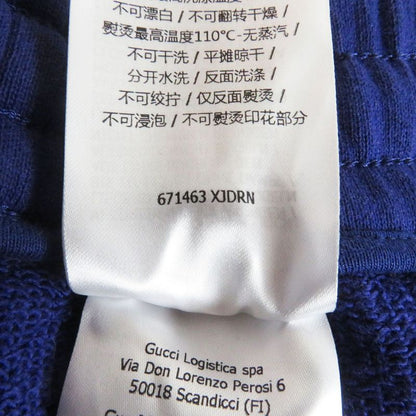 不可漂白 / 不可翻转干燥 /
熨烫最高温度110°C-无蒸汽 /
不可干洗 / 平摊晾干 /
分开水洗 / 反面洗涤 /
不可绞拧 / 仅反面熨烫 /
不可浸泡 / 不可熨烫印花部分
671463 XJDRN
Gucci Logistica spa
Via Don Lorenzo Perosi 6
50018 Scandicci (FI)